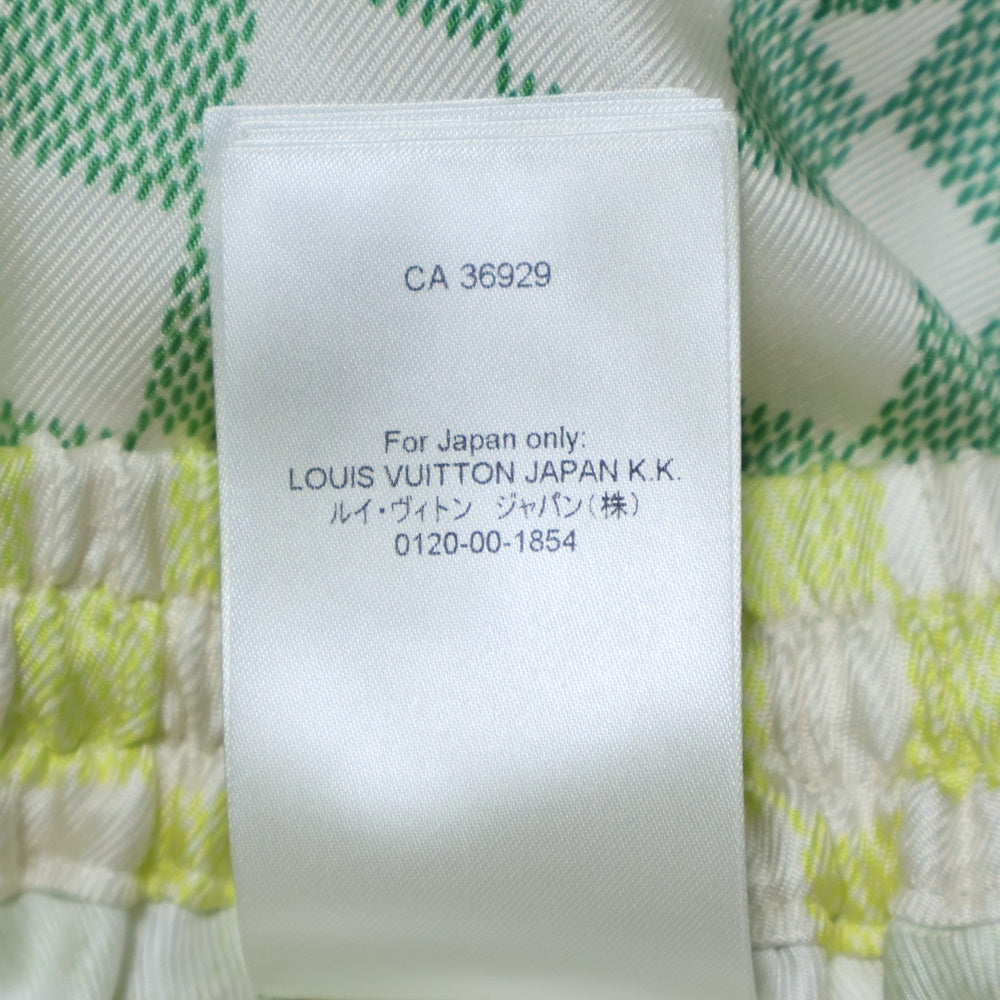 CA 36929
For Japan only:
LOUIS VUITTON JAPAN K.K.
ルイ・ヴィトン ジャパン(株)
0120-00-1854